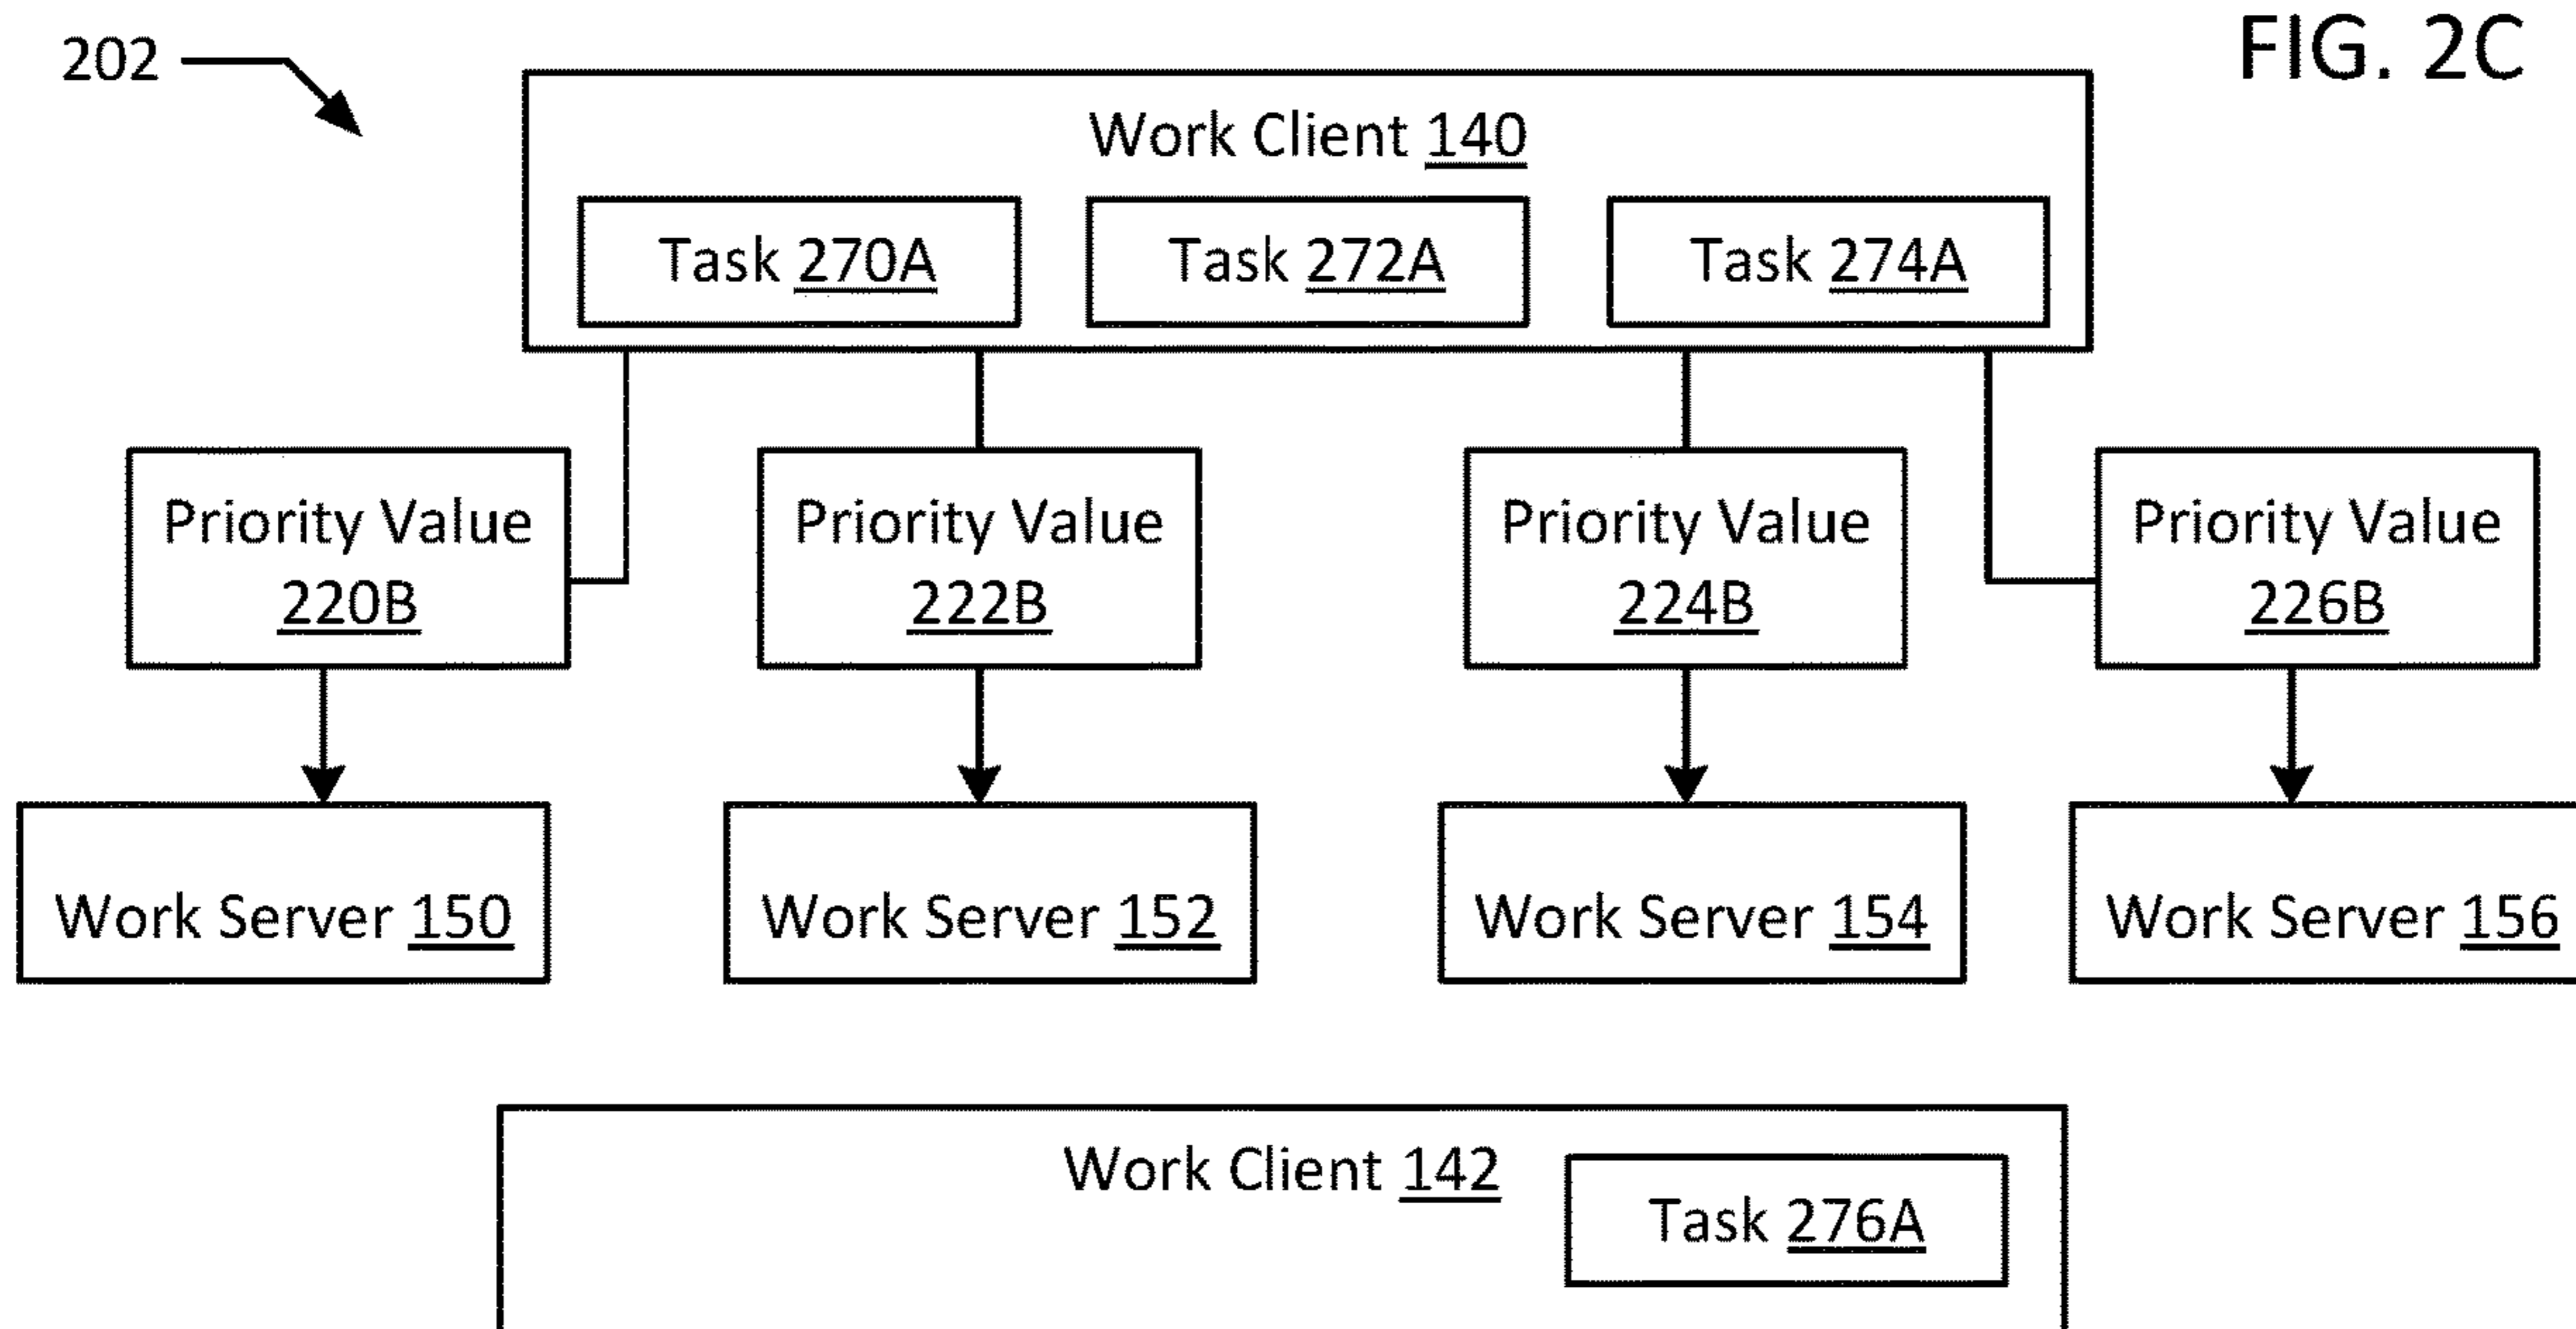 202
FIG. 2C
Work Client 140
Task 270A
Task 272A
Task 274A
Priority Value
220B
Priority Value
222B
Priority Value
224B
Priority Value
226B
Work Server 150
Work Server 152
Work Server 154
Work Server 156
Work Client 142
Task 276A